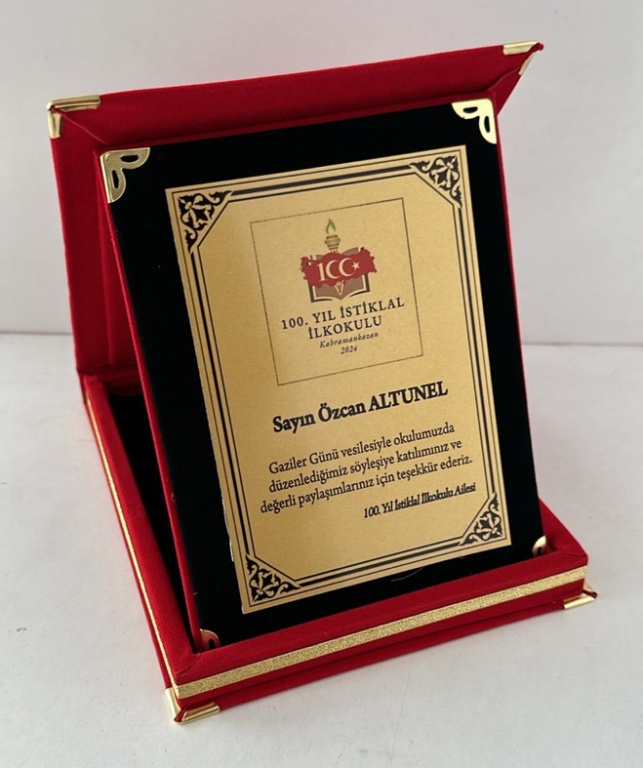 100
100. YIL İSTİKLAL
İLKOKULU
Kahramankazan
2024
Sayın Özcan ALTUNEL
Gaziler Günü vesilesiyle okulumuzda
düzenlediğimiz söyleşiye katılımınız ve
değerli paylaşımlarınız için teşekkür ederiz.
100. Yıl İstiklal İlkokulu Ailesi